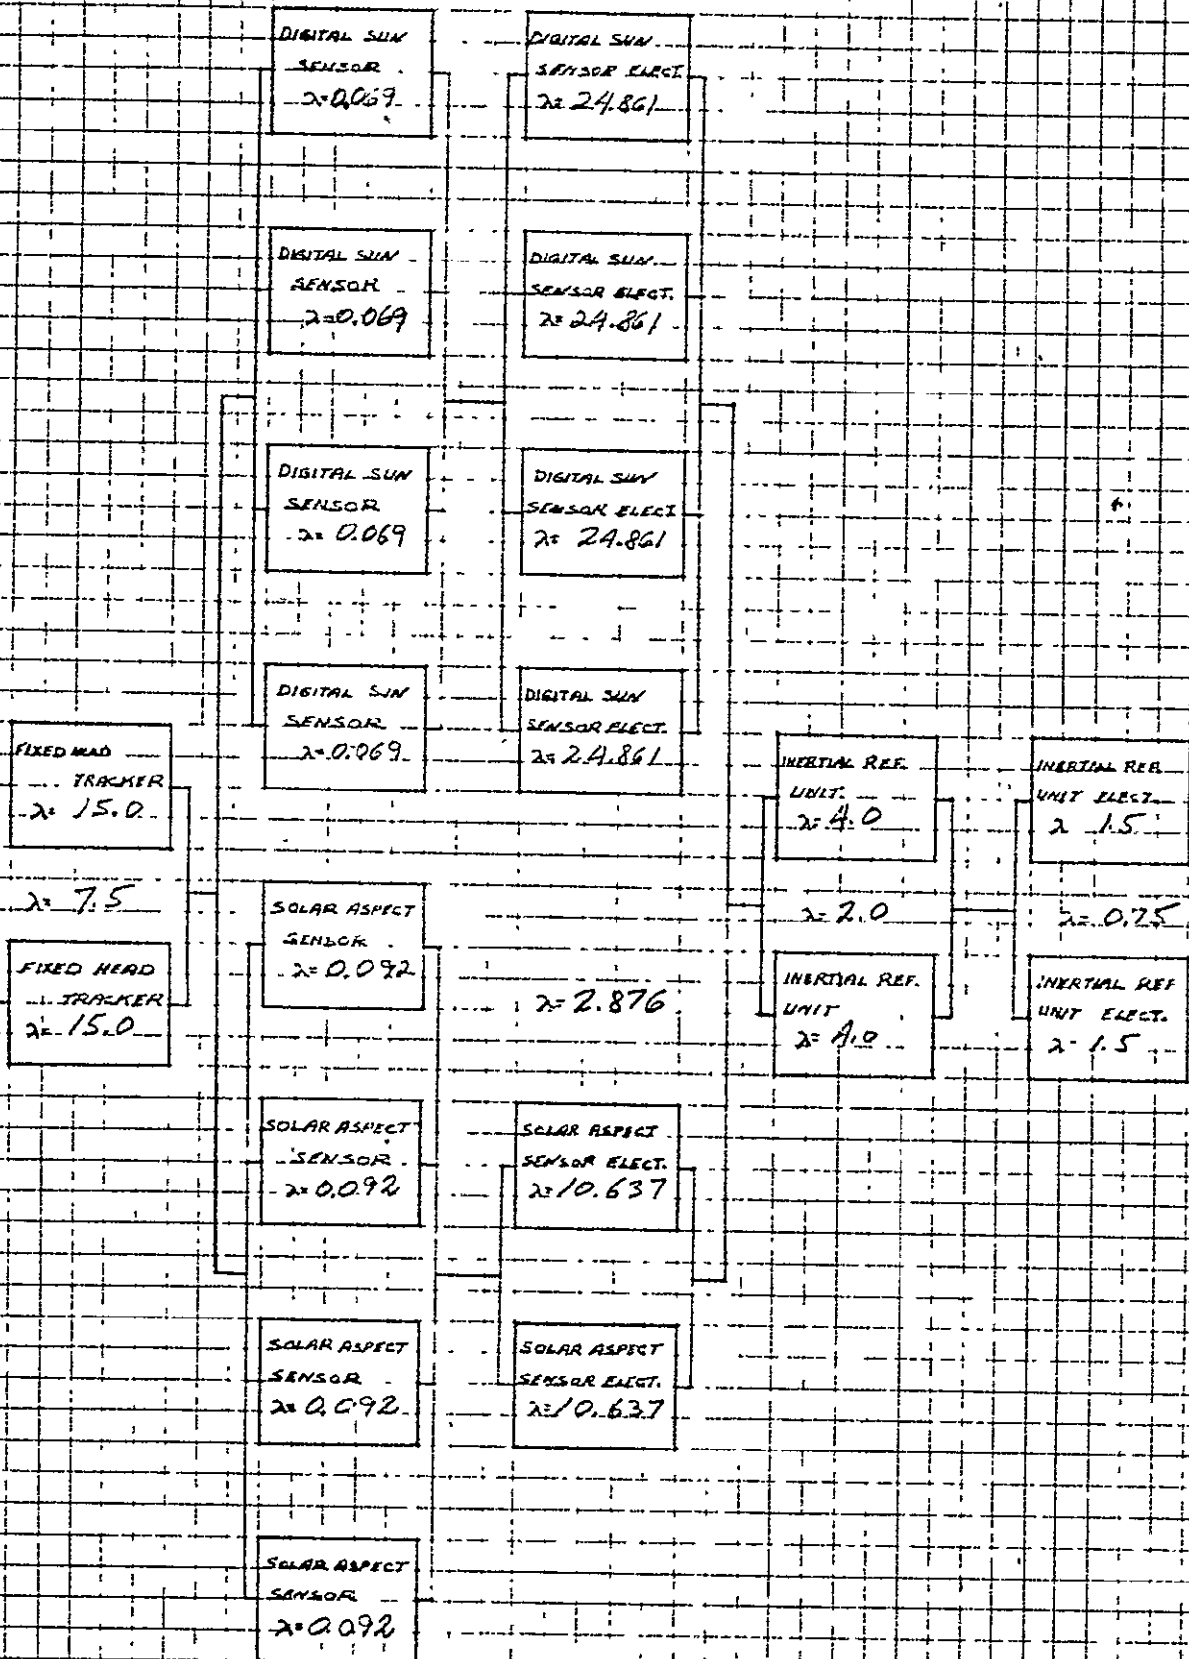 DIGITAL SUN
SENSOR
λ=0.069
DIGITAL SUN
SENSOR ELECT
λ= 24.861
DIGITAL SUN
SENSOR
λ=0.069
DIGITAL SUN
SENSOR ELECT.
λ= 24.861
DIGITAL SUN
SENSOR
λ= 0.069
DIGITAL SUN
SENSOR ELECT
λ= 24.861
DIGITAL SUN
SENSOR
λ=0.069
DIGITAL SUN
SENSOR ELECT.
λ= 24.861
FIXED HEAD
TRACKER
λ= 15.0
INERTIAL REF.
UNIT.
λ= 4.0
INERTIAL REF.
UNIT ELECT.
λ 1.5
λ= 7.5
SOLAR ASPECT
SENSOR
λ= 0.092
λ= 2.0
λ= 0.75
FIXED HEAD
TRACKER
λ= 15.0
λ= 2.876
INERTIAL REF.
UNIT
λ= 4.0
INERTIAL REF
UNIT ELECT.
λ- 1.5
SOLAR ASPECT
SENSOR
λ= 0.092
SOLAR ASPECT
SENSOR ELECT.
λ= 10.637
SOLAR ASPECT
SENSOR
λ= 0.092
SOLAR ASPECT
SENSOR ELECT.
λ= 10.637
SOLAR ASPECT
SENSOR
λ= 0.092